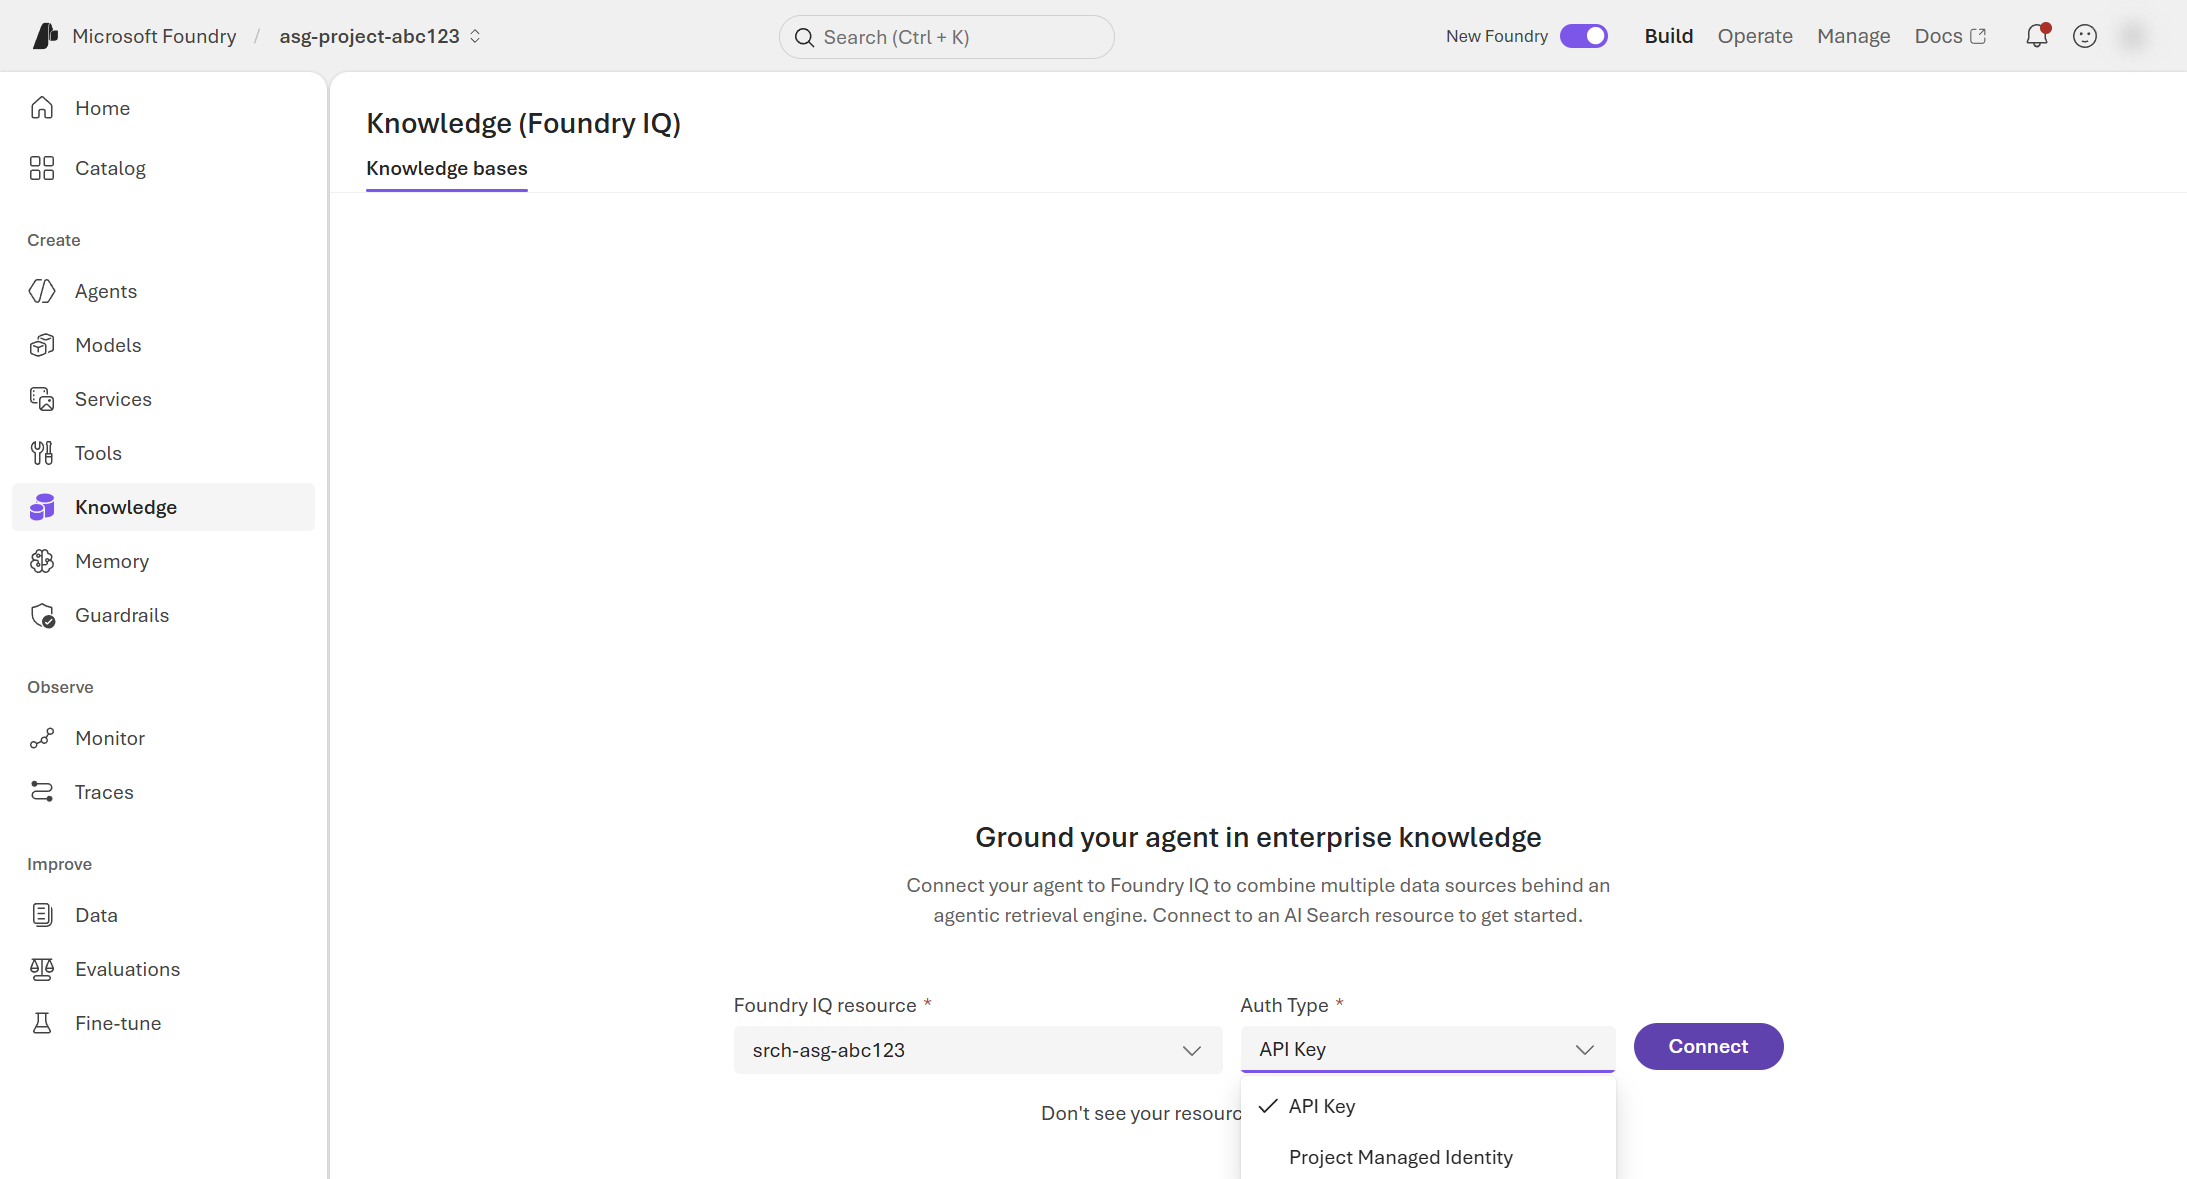 Microsoft Foundry / asg-project-abc123
Search (Ctrl + K)
New Foundry
Build
Operate
Manage
Docs
Home
Catalog
Create
Agents
Models
Services
Tools
Knowledge
Memory
Guardrails
Observe
Monitor
Traces
Improve
Data
Evaluations
Fine-tune
Knowledge (Foundry IQ)
Knowledge bases
Ground your agent in enterprise knowledge
Connect your agent to Foundry IQ to combine multiple data sources behind an
agentic retrieval engine. Connect to an AI Search resource to get started.
Foundry IQ resource *
srch-asg-abc123
Auth Type *
API Key
Connect
Don't see your resourc
API Key
Project Managed Identity